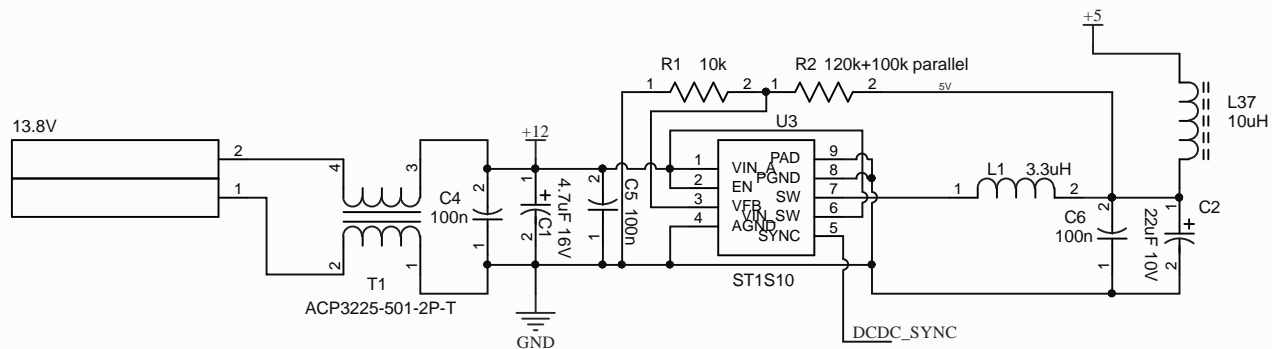 +5
R1 10k
R2 120k+100k parallel
1 2 1 2 5V
L37
10uH
13.8V
U3
+12
2
1
4 3
2 1
T1
ACP3225-501-2P-T
C4
100n
2
1
1
2
4.7uF 16V
C1
2
1
C5 100n
1 VIN_A PAD 9
2 EN PGND 8
3 VFB SW 7
4 AGND VIN_SW 6
SYNC 5
ST1S10
L1 3.3uH
1 2
C6
100n
2
1
22uF 10V
1
2
C2
GND
DCDC_SYNC